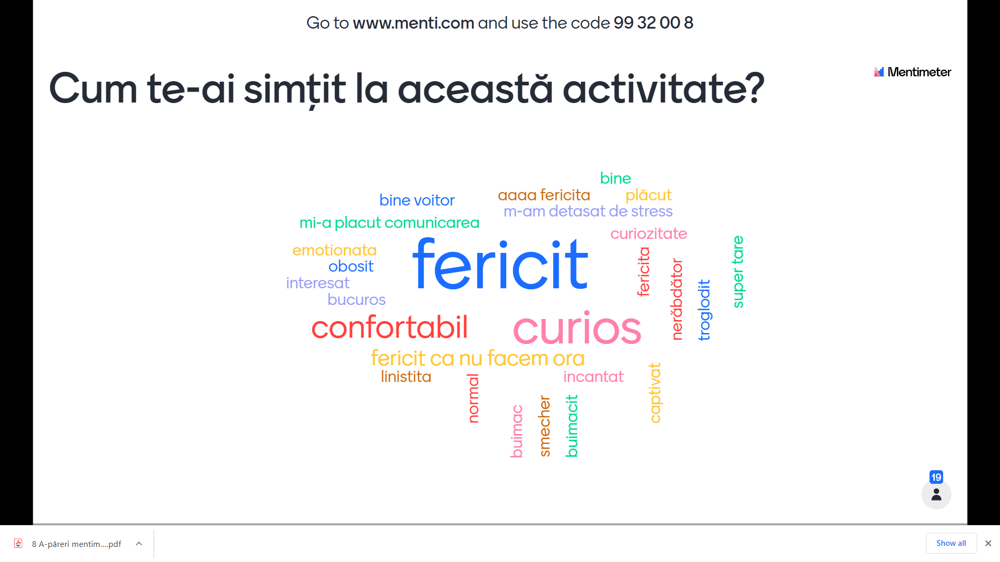 Go to www.menti.com and use the code 99 32 00 8
Mentimeter
Cum te-ai simțit la această activitate?
bine
bine voitor
aaaa fericita
plăcut
m-am detasat de stress
mi-a placut comunicarea
curiozitate
emotionata
fericit
obosit
interesat
bucuros
fericita
nerăbdător
troglodit
super tare
confortabil
curios
fericit ca nu facem ora
linistita
incantat
normal
captivat
buimac
smecher
buimacit
19
8 A-păreri mentim....pdf
Show all